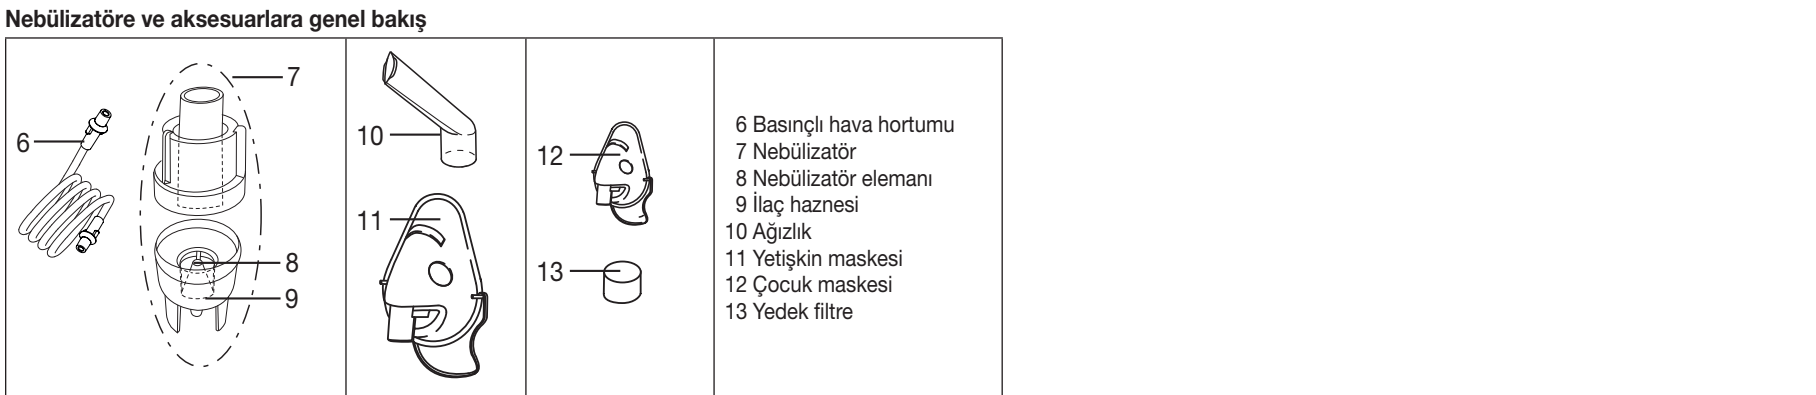 Nebülizatöre ve aksesuarlara genel bakış
7
6
8
9
10
11
12
13
6 Basınçlı hava hortumu
7 Nebülizatör
8 Nebülizatör elemanı
9 İlaç haznesi
10 Ağızlık
11 Yetişkin maskesi
12 Çocuk maskesi
13 Yedek filtre